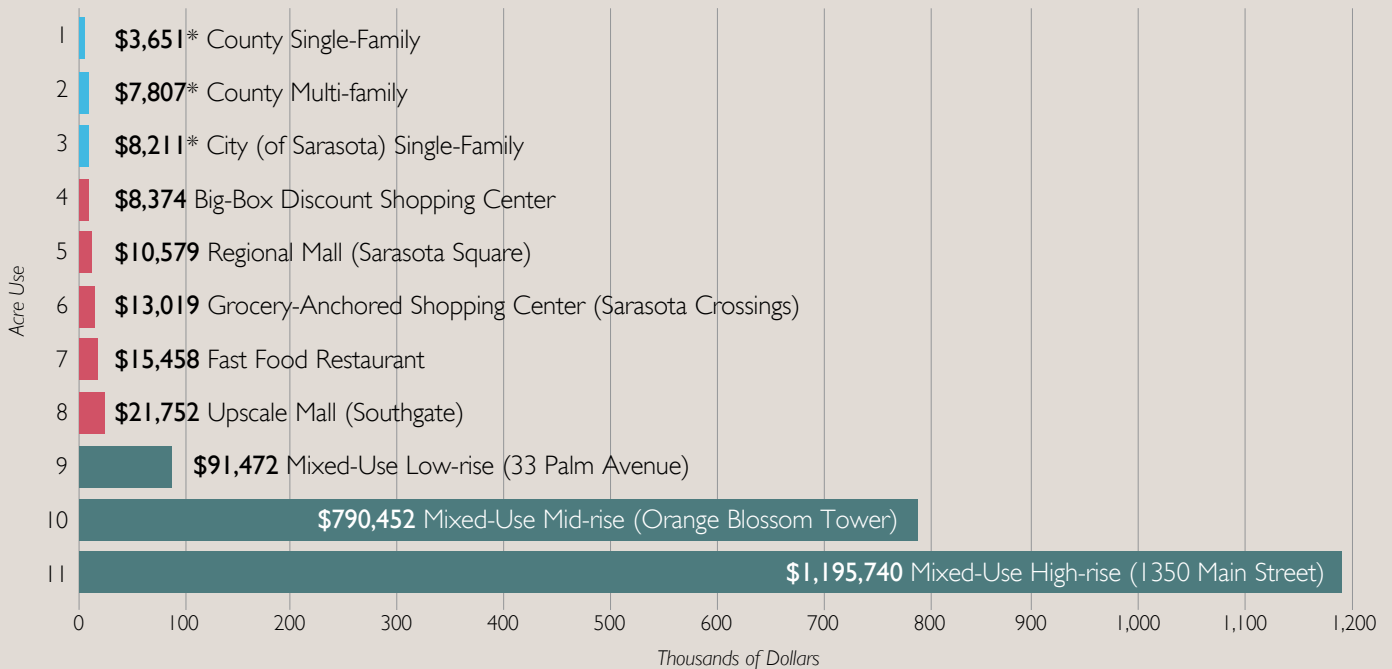 1 $3,651* County Single-Family
2 $7,807* County Multi-family
3 $8,211* City (of Sarasota) Single-Family
4 $8,374 Big-Box Discount Shopping Center
5 $10,579 Regional Mall (Sarasota Square)
6 $13,019 Grocery-Anchored Shopping Center (Sarasota Crossings)
7 $15,458 Fast Food Restaurant
8 $21,752 Upscale Mall (Southgate)
9 $91,472 Mixed-Use Low-rise (33 Palm Avenue)
10 $790,452 Mixed-Use Mid-rise (Orange Blossom Tower)
11 $1,195,740 Mixed-Use High-rise (1350 Main Street)
Acre Use
0 100 200 300 400 500 600 700 800 900 1,000 1,100 1,200
Thousands of Dollars